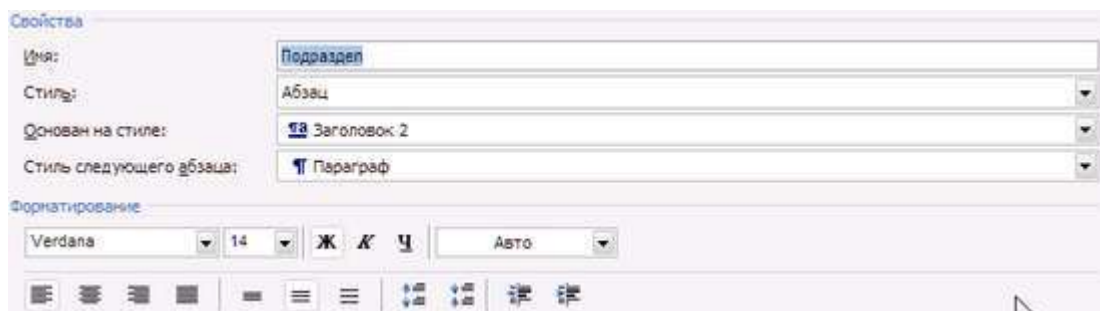 Свойства
Имя: Подраздел
Стиль: Абзац
Основан на стиле: ¶a Заголовок 2
Стиль следующего абзаца: ¶ Параграф
Форматирование
Verdana 14 Ж К Ч Авто